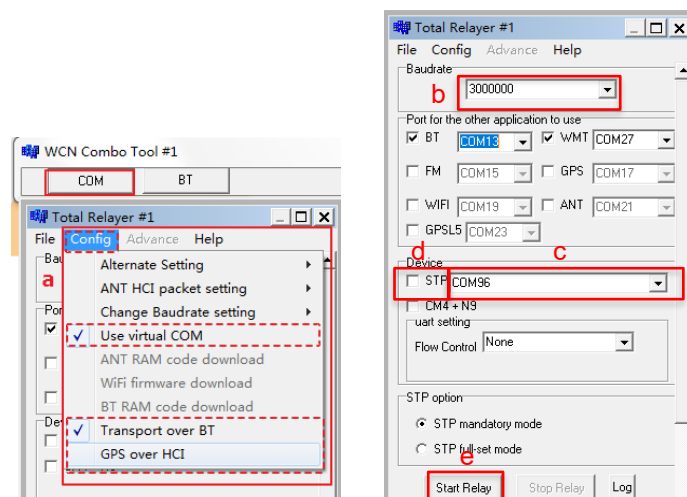 WCN Combo Tool #1
COM BT
Total Relayer #1
File Config Advance Help
a
Alternate Setting
ANT HCI packet setting
Change Baudrate setting
Use virtual COM
ANT RAM code download
WiFi firmware download
BT RAM code download
Transport over BT
GPS over HCI
Total Relayer #1
File Config Advance Help
Baudrate
b 3000000
Port for the other application to use
BT COM13 WMT COM27
FM COM15 GPS COM17
WIFI COM19 ANT COM21
GPSL5 COM23
Device
d c
STP COM96
CM4 + N9
uart setting
Flow Control None
STP option
STP mandatory mode
STP full-set mode
e
Start Relay Stop Relay Log